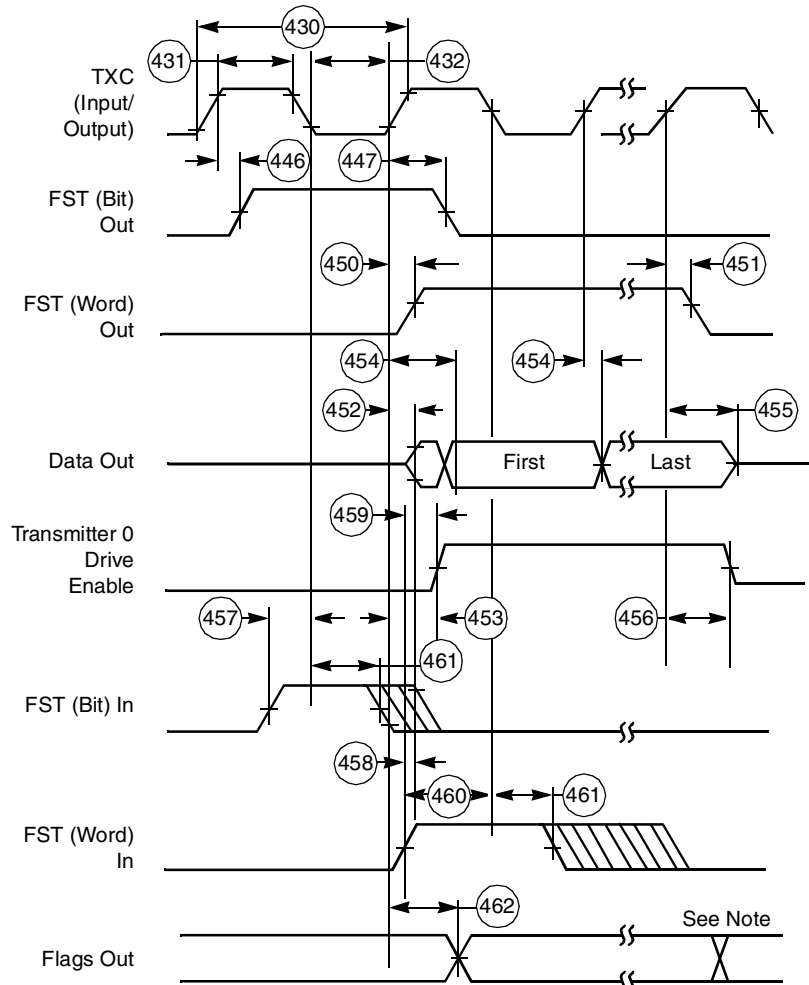 430
431
432
TXC
(Input/
Output)
446
447
FST (Bit)
Out
450
451
FST (Word)
Out
454
454
452
455
Data Out
First
Last
459
Transmitter 0
Drive
Enable
457
453
456
461
FST (Bit) In
458
460
461
FST (Word)
In
462
See Note
Flags Out